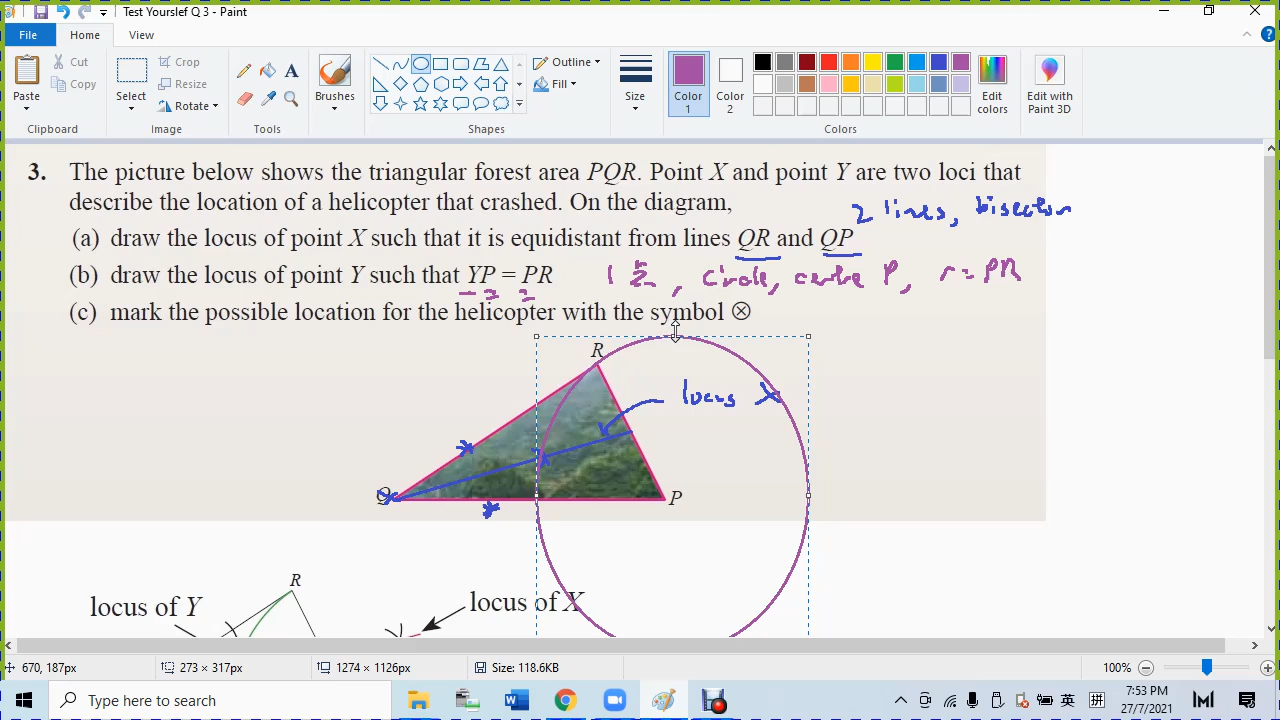 Test Yourslef Q 3 - Paint
File Home View
Paste Cut Copy Clipboard
Select Crop Resize Rotate Image
Tools
Brushes
Outline Fill Shapes
Size
Color 1 Color 2 Edit colors Colors
Edit with Paint 3D
3. The picture below shows the triangular forest area PQR. Point X and point Y are two loci that
describe the location of a helicopter that crashed. On the diagram,
2 lines, bisector
(a) draw the locus of point X such that it is equidistant from lines QR and QP
(b) draw the locus of point Y such that YP = PR 1 点, circle, centre P, r = PR
(c) mark the possible location for the helicopter with the symbol ⊗
R
locus X
Q P
R
locus of Y locus of X
670, 187px 273 × 317px 1274 × 1126px Size: 118.6KB 100%
Type here to search
英 拼 7:53 PM
27/7/2021